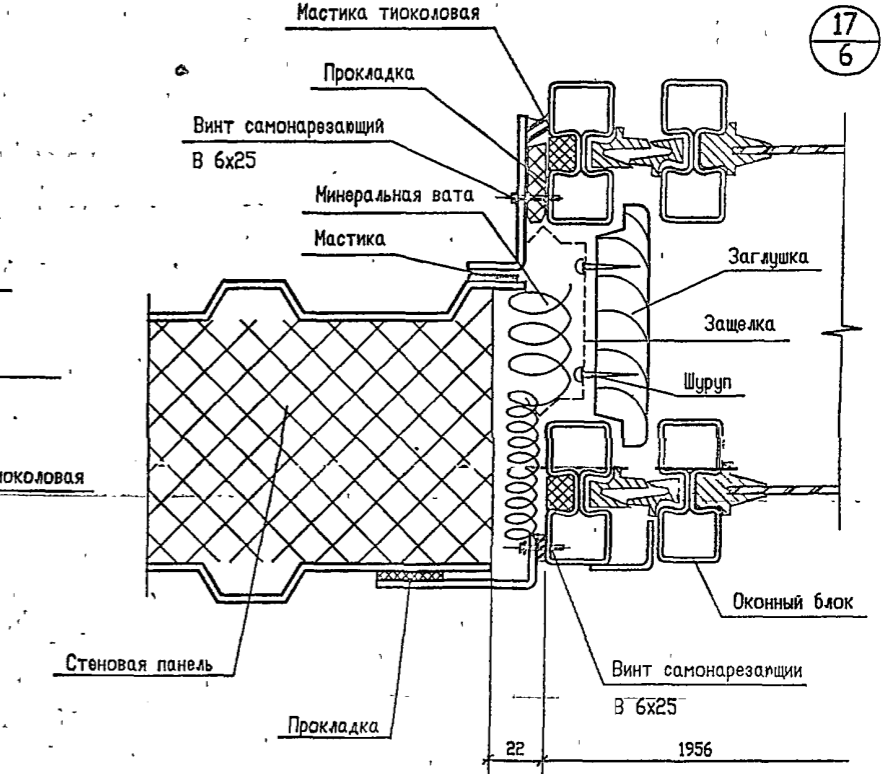 Мастика тиоколовая
17
6
Прокладка
Винт самонарезающий
В 6х25
Минеральная вата
Мастика
Заглушка
Защелка
Шуруп
иоколовая
Оконный блок
Стеновая панель
Винт самонарезарщии
В 6х25
Прокладка
22
1956